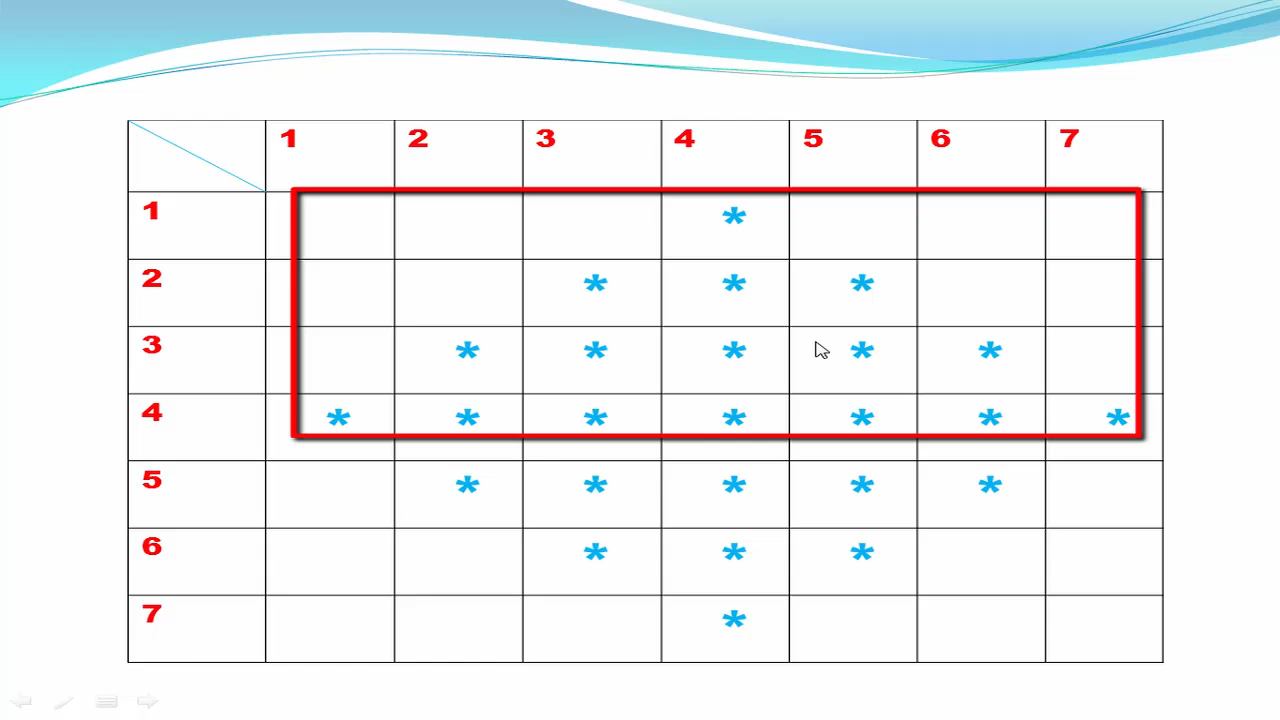 1 2 3 4 5 6 7
1 *
2 * * *
3 * * * * *
4 * * * * * * *
5 * * * * *
6 * * *
7 *